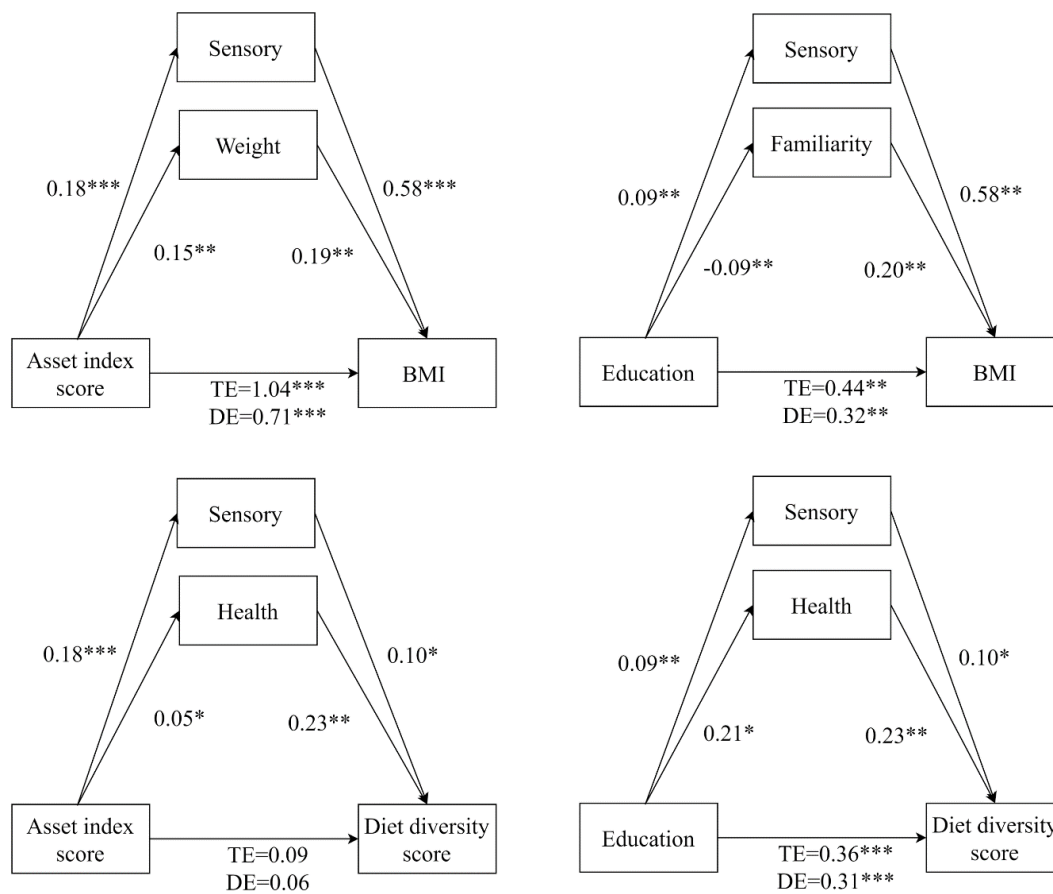 Sensory
Weight
0.18***
0.58***
0.15**
0.19**
Asset index
score
BMI
TE=1.04***
DE=0.71***
Sensory
Familiarity
0.09**
0.58**
-0.09**
0.20**
Education
BMI
TE=0.44**
DE=0.32**
Sensory
Health
0.18***
0.10*
0.05*
0.23**
Asset index
score
Diet diversity
score
TE=0.09
DE=0.06
Sensory
Health
0.09**
0.10*
0.21*
0.23**
Education
Diet diversity
score
TE=0.36***
DE=0.31***